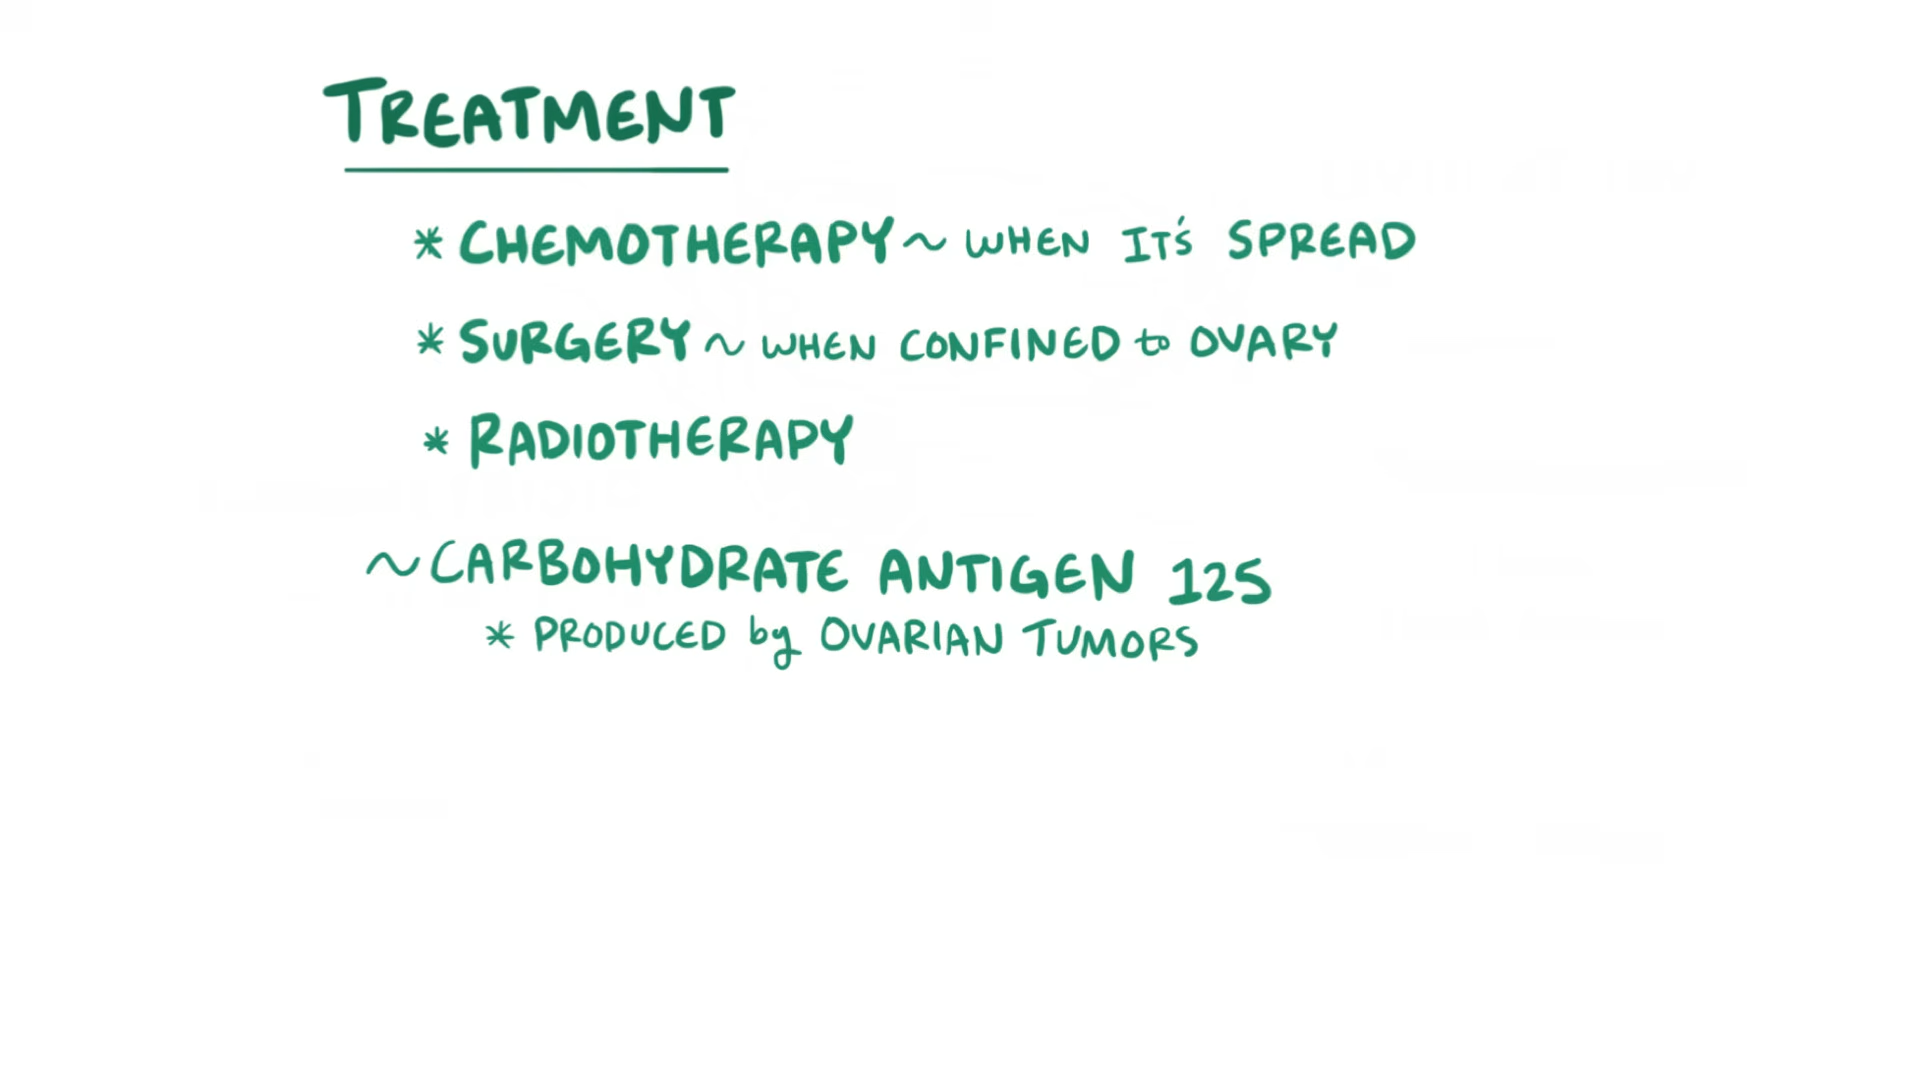 TREATMENT
* CHEMOTHERAPY ~ WHEN IT'S SPREAD
* SURGERY ~ WHEN CONFINED to OVARY
* RADIOTHERAPY
~ CARBOHYDRATE ANTIGEN 125
* PRODUCED by OVARIAN TUMORS